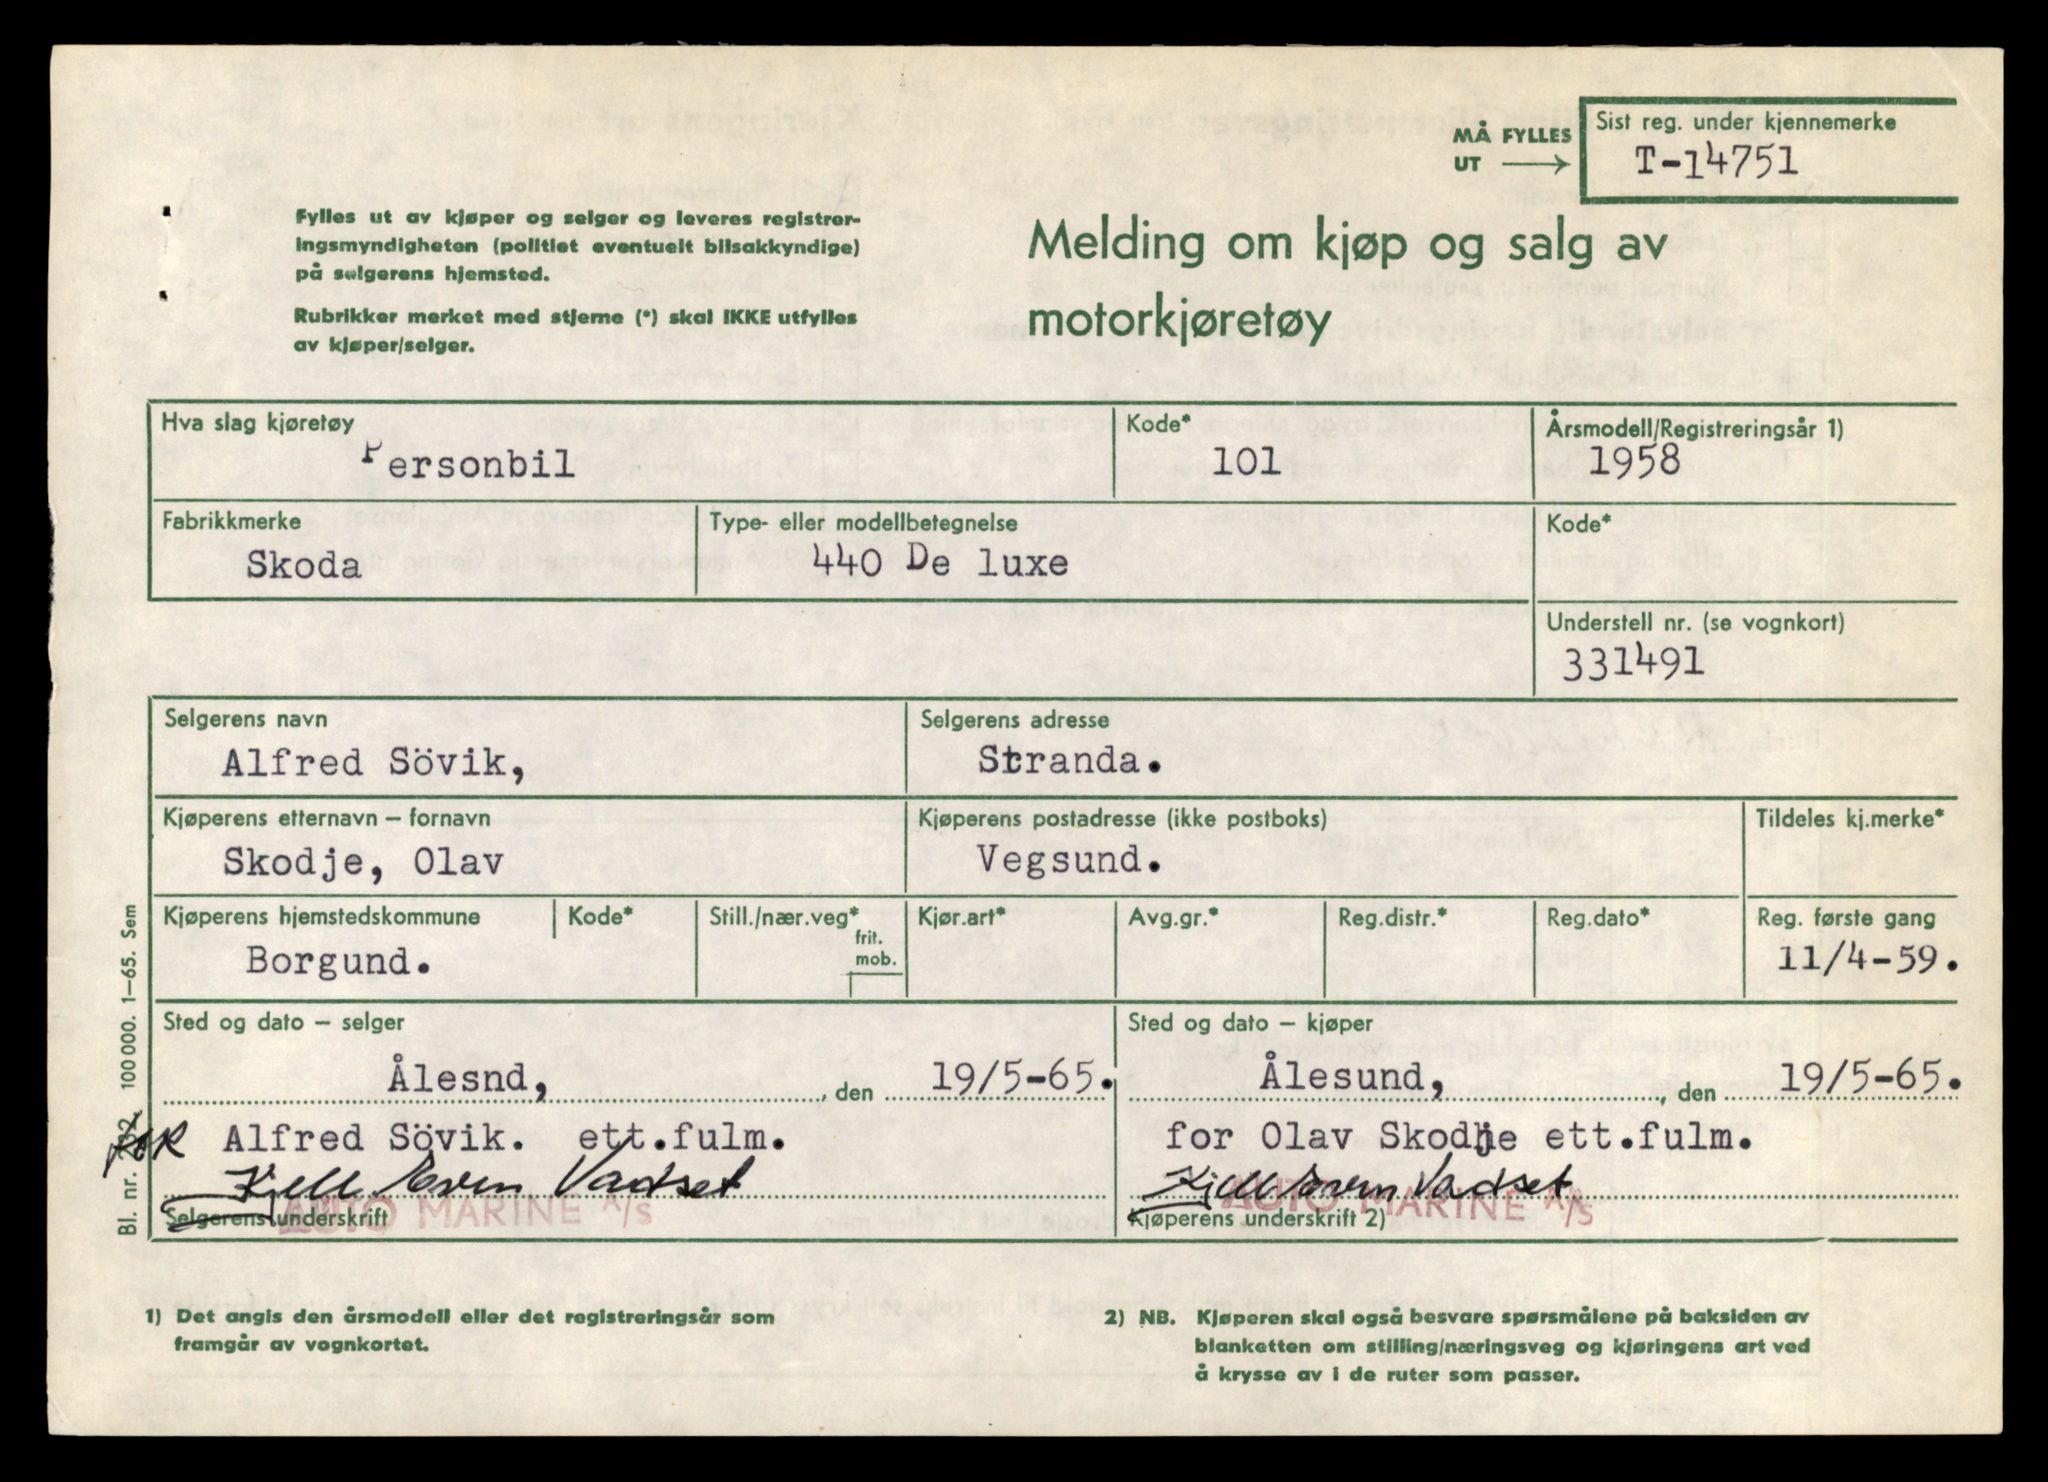 MÅ FYLLES
UT
Sist reg. under kjennemerke
T-14751
Fylles ut av kjøper og selger og leveres registrer-
ingsmyndigheten (politiet eventuelt bilsakkyndige)
på selgerens hjemsted.
Rubrikker merket med stjerne (*) skal IKKE utfylles
av kjøper/selger.
Melding om kjøp og salg av
motorkjøretøy
Hva slag kjøretøy
Personbil
Kode*
101
Årsmodell/Registreringsår 1)
1958
Fabrikkmerke
Skoda
Type- eller modellbetegnelse
440 De luxe
Kode*
Understell nr. (se vognkort)
331491
Selgerens navn
Alfred Sövik,
Selgerens adresse
Stranda.
Kjøperens etternavn – fornavn
Skodje, Olav
Kjøperens postadresse (ikke postboks)
Vegsund.
Tildeles kj.merke*
Kjøperens hjemstedskommune
Borgund.
Kode*
Still./nær.veg*
frit.
mob.
Kjør.art*
Avg.gr.*
Reg.distr.*
Reg.dato*
Reg. første gang
11/4-59.
Sted og dato – selger
Ålesnd, , den 19/5-65.
for Alfred Sövik. ett.fulm.
Kjell Sven Vadset
Selgerens underskrift
AUTO MARINE A/S
Sted og dato – kjøper
Ålesund, , den 19/5-65.
for Olav Skodje ett.fulm.
Kjell Sven Vadset
Kjøperens underskrift 2)
AUTO MARINE A/S
Bl. nr. 100 000. 1–65. Sem
1) Det angis den årsmodell eller det registreringsår som
framgår av vognkortet.
2) NB. Kjøperen skal også besvare spørsmålene på baksiden av
blanketten om stilling/næringsveg og kjøringens art ved
å krysse av i de ruter som passer.